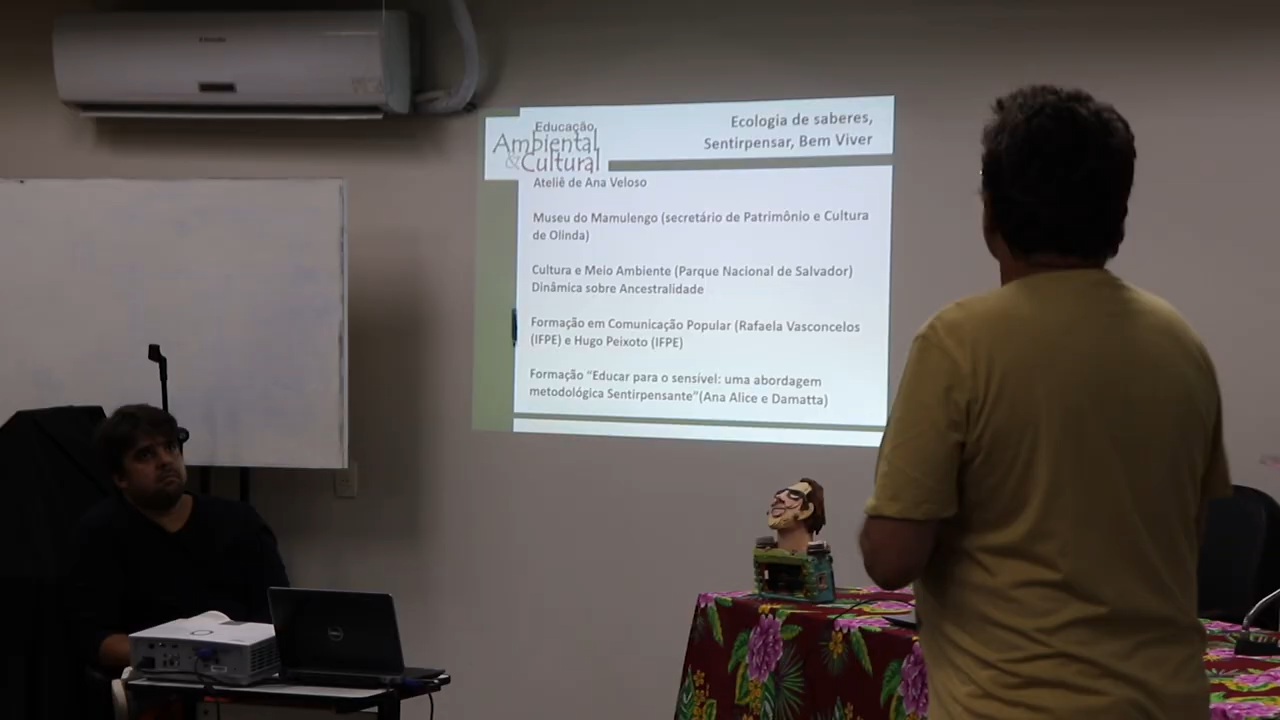 Educação
Ambiental
&Cultural
Ecologia de saberes,
Sentirpensar, Bem Viver
Ateliê de Ana Veloso
Museu do Mamulengo (secretário de Patrimônio e Cultura
de Olinda)
Cultura e Meio Ambiente (Parque Nacional de Salvador)
Dinâmica sobre Ancestralidade
Formação em Comunicação Popular (Rafaela Vasconcelos
(IFPE) e Hugo Peixoto (IFPE)
Formação "Educar para o sensível: uma abordagem
metodológica Sentirpensante"(Ana Alice e Damatta)
DELL